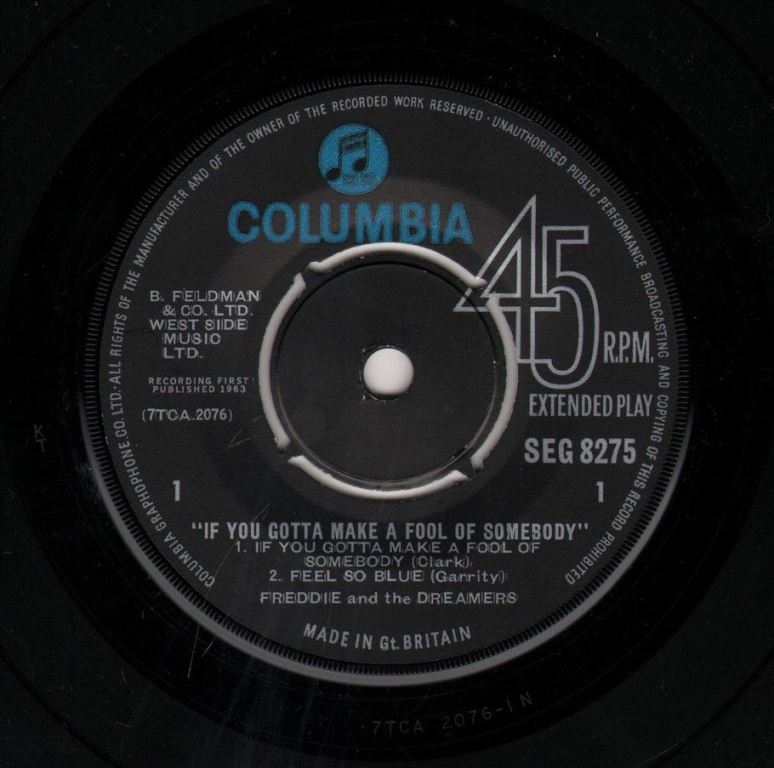 COLUMBIA GRAPHOPHONE CO. LTD. · ALL RIGHTS OF THE MANUFACTURER AND OF THE OWNER OF THE RECORDED WORK RESERVED · UNAUTHORISED PUBLIC PERFORMANCE BROADCASTING AND COPYING OF THIS RECORD PROHIBITED
COLUMBIA
45
R.P.M.
EXTENDED PLAY
SEG 8275
B. FELDMAN
& CO. LTD.
WEST SIDE
MUSIC
LTD.
RECORDING FIRST
PUBLISHED 1963
(7TCA.2076)
1
1
"IF YOU GOTTA MAKE A FOOL OF SOMEBODY"
1. IF YOU GOTTA MAKE A FOOL OF
SOMEBODY (Clark)
2. FEEL SO BLUE (Garrity)
FREDDIE and the DREAMERS
MADE IN Gt. BRITAIN
7TCA 2076-1N